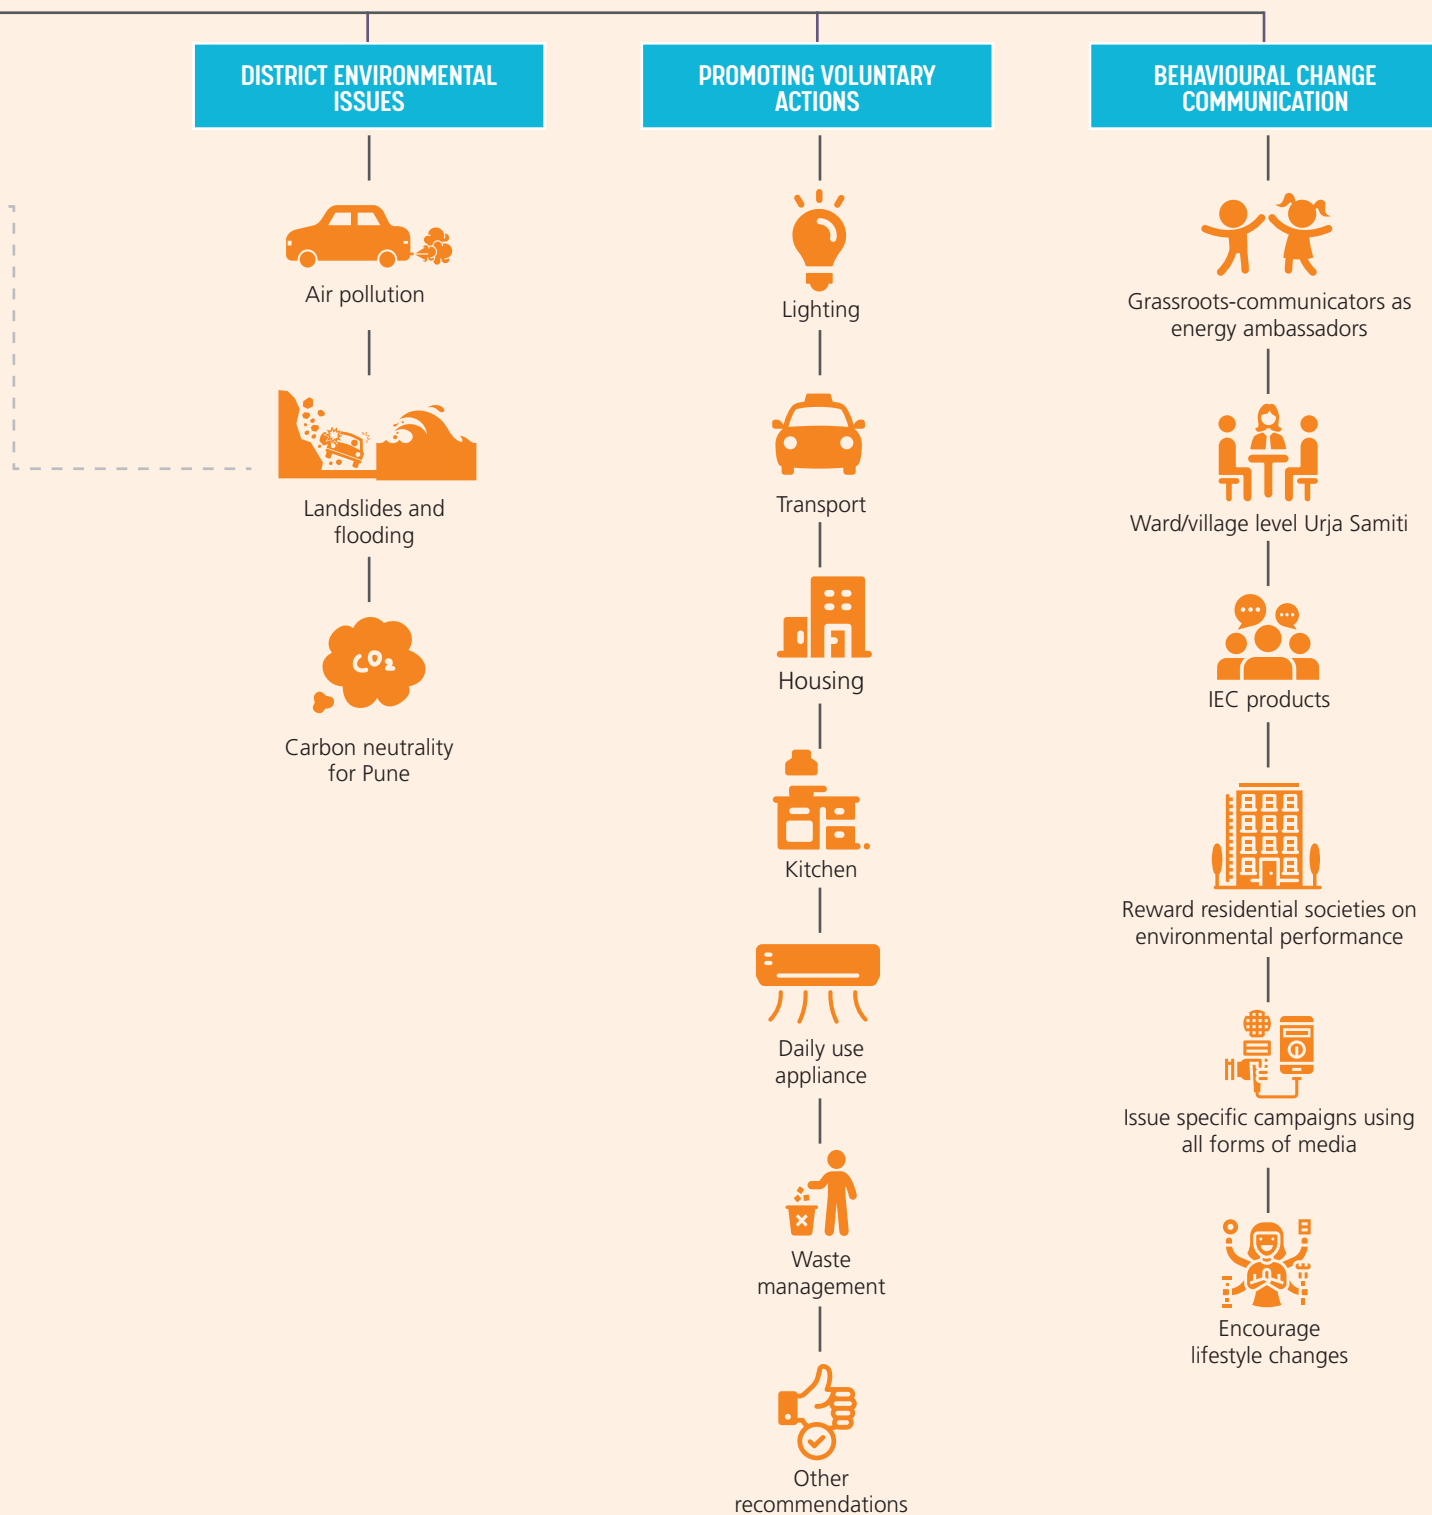 DISTRICT ENVIRONMENTAL
ISSUES
Air pollution
Landslides and
flooding
CO2
Carbon neutrality
for Pune
PROMOTING VOLUNTARY
ACTIONS
Lighting
Transport
Housing
Kitchen
Daily use
appliance
Waste
management
Other
recommendations
BEHAVIOURAL CHANGE
COMMUNICATION
Grassroots-communicators as
energy ambassadors
Ward/village level Urja Samiti
IEC products
Reward residential societies on
environmental performance
Issue specific campaigns using
all forms of media
Encourage
lifestyle changes